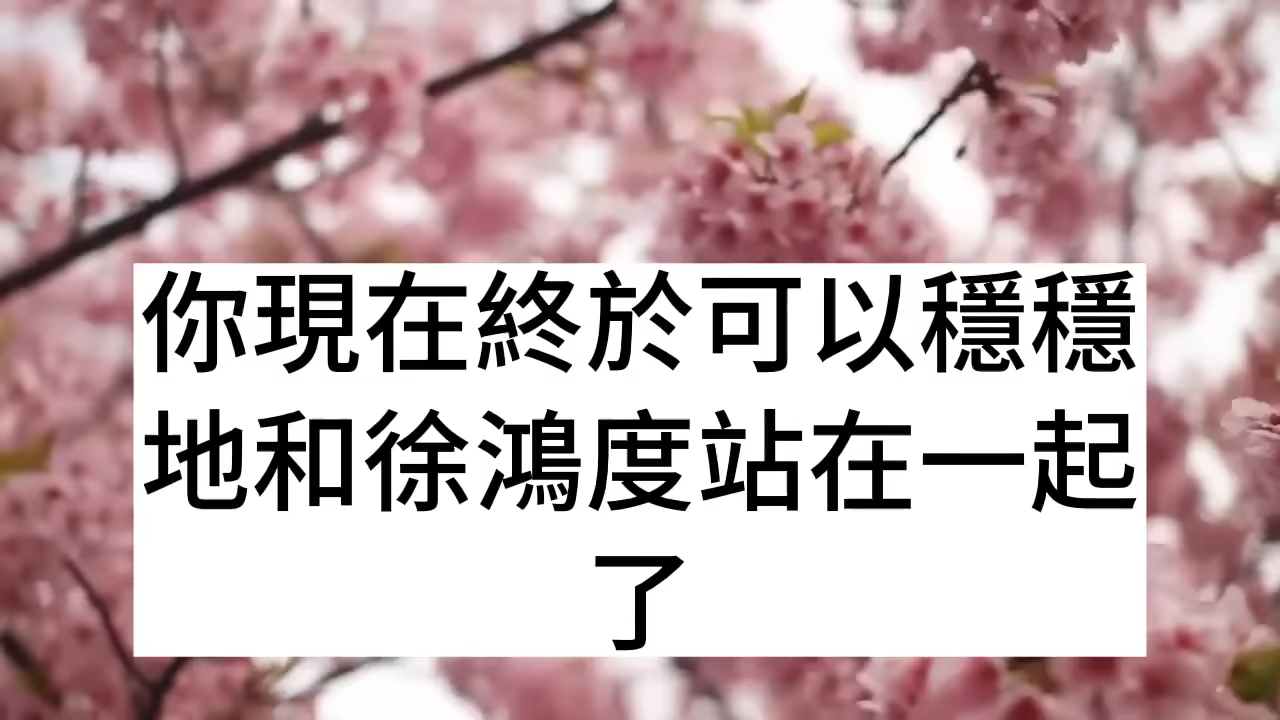 你現在終於可以穩穩
地和徐鴻度站在一起
了